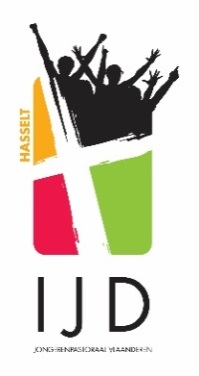 HASSELT
IJD
JONGERENPASTORAAL VLAANDEREN